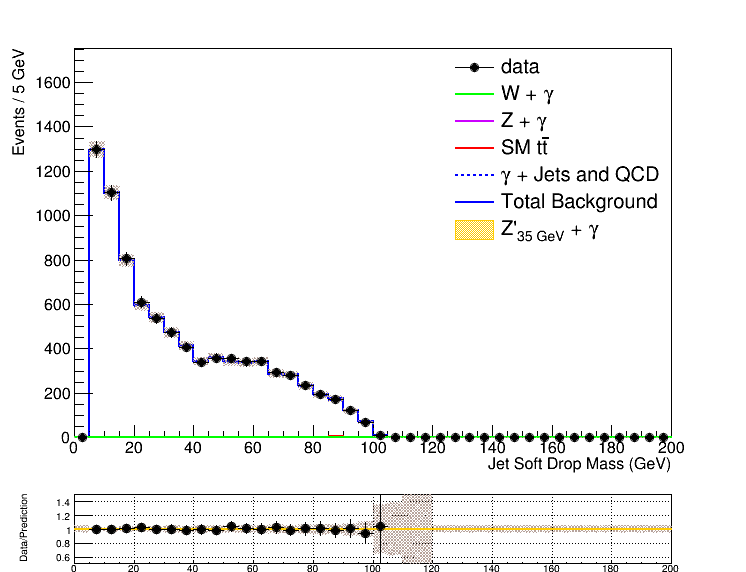 Events / 5 GeV
1600
1400
1200
1000
800
600
400
200
0
data
W + γ
Z + γ
SM tt̄
γ + Jets and QCD
Total Background
Z'35 GeV + γ
0 20 40 60 80 100 120 140 160 180 200
Jet Soft Drop Mass (GeV)
Data/Prediction
1.4
1.2
1
0.8
0.6
0 20 40 60 80 100 120 140 160 180 200